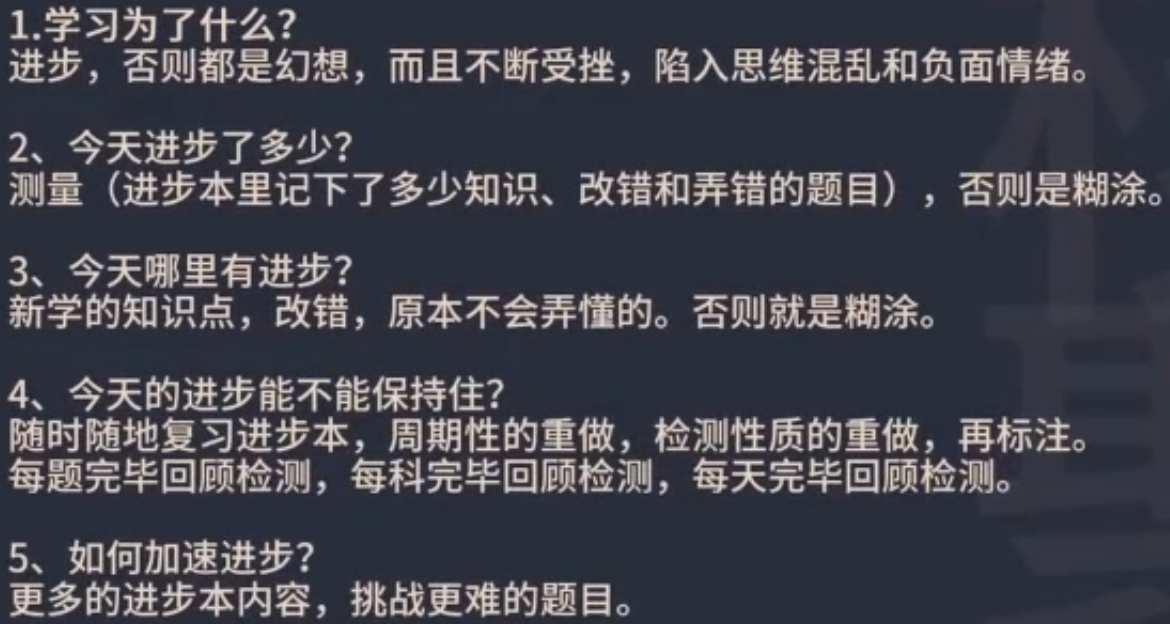 1.学习为了什么？
进步，否则都是幻想，而且不断受挫，陷入思维混乱和负面情绪。
2、今天进步了多少？
测量（进步本里记下了多少知识、改错和弄错的题目），否则是糊涂。
3、今天哪里有进步？
新学的知识点，改错，原本不会弄懂的。否则就是糊涂。
4、今天的进步能不能保持住？
随时随地复习进步本，周期性的重做，检测性质的重做，再标注。
每题完毕回顾检测，每科完毕回顾检测，每天完毕回顾检测。
5、如何加速进步？
更多的进步本内容，挑战更难的题目。